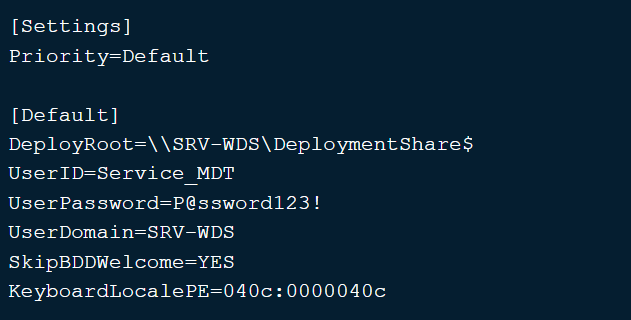 [Settings]
Priority=Default
[Default]
DeployRoot=\\SRV-WDS\DeploymentShare$
UserID=Service_MDT
UserPassword=P@ssword123!
UserDomain=SRV-WDS
SkipBDDWelcome=YES
KeyboardLocalePE=040c:0000040c